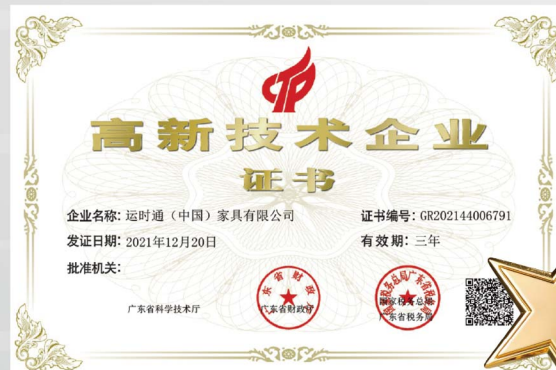 高新技术企业
证书
企业名称：运时通（中国）家具有限公司
证书编号：GR202144006791
发证日期：2021年12月20日
有效期：三年
批准机关：
广东省科学技术厅
广东省财政厅
国家税务总局
广东省税务局